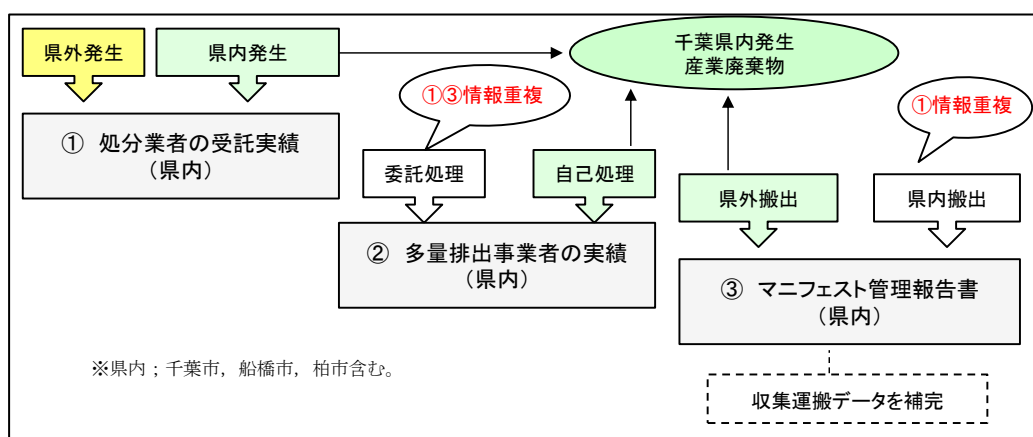 県外発生
県内発生
千葉県内発生
産業廃棄物
①③情報重複
①情報重複
① 処分業者の受託実績
（県内）
委託処理
自己処理
県外搬出
県内搬出
② 多量排出事業者の実績
（県内）
③ マニフェスト管理報告書
（県内）
※県内；千葉市，船橋市，柏市含む。
収集運搬データを補完